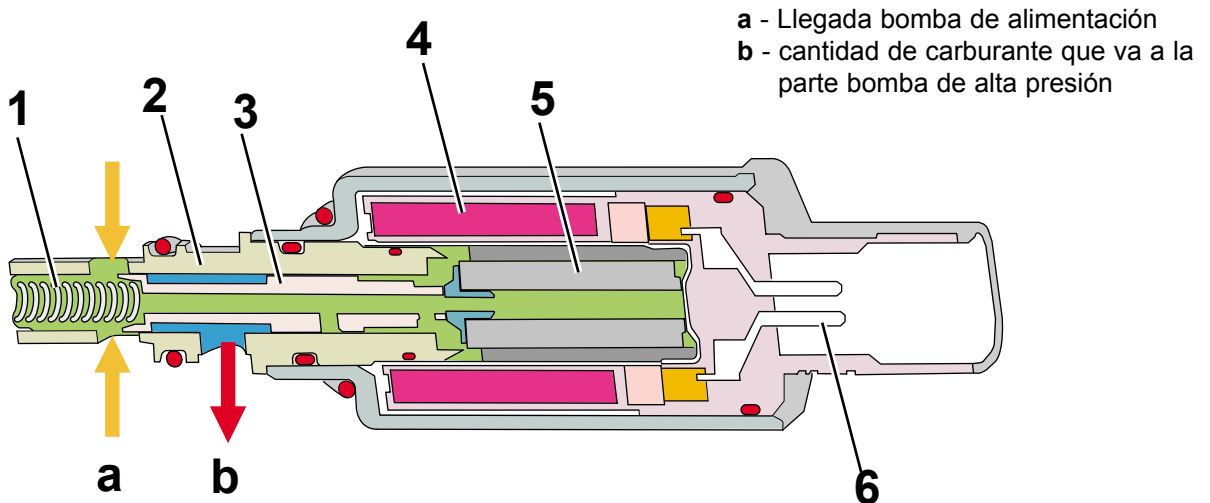 a - Llegada bomba de alimentación
b - cantidad de carburante que va a la
parte bomba de alta presión
4
5
1
2
3
a
b
6